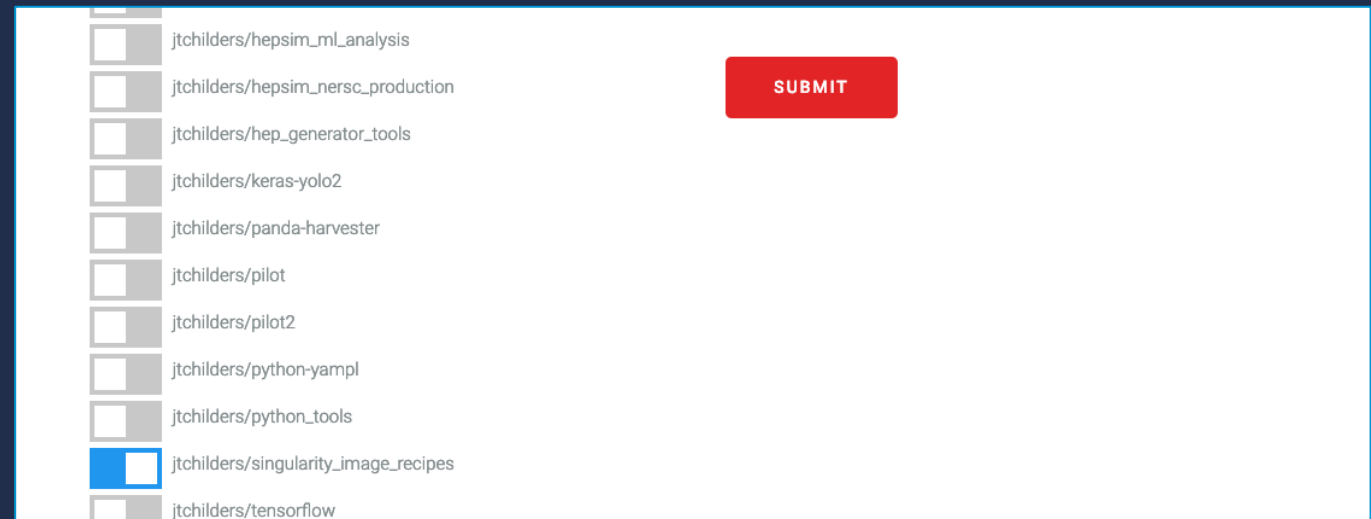 jtchilders/hepsim_ml_analysis
SUBMIT
jtchilders/hepsim_nersc_production
jtchilders/hep_generator_tools
jtchilders/keras-yolo2
jtchilders/panda-harvester
jtchilders/pilot
jtchilders/pilot2
jtchilders/python-yampl
jtchilders/python_tools
jtchilders/singularity_image_recipes
jtchilders/tensorflow